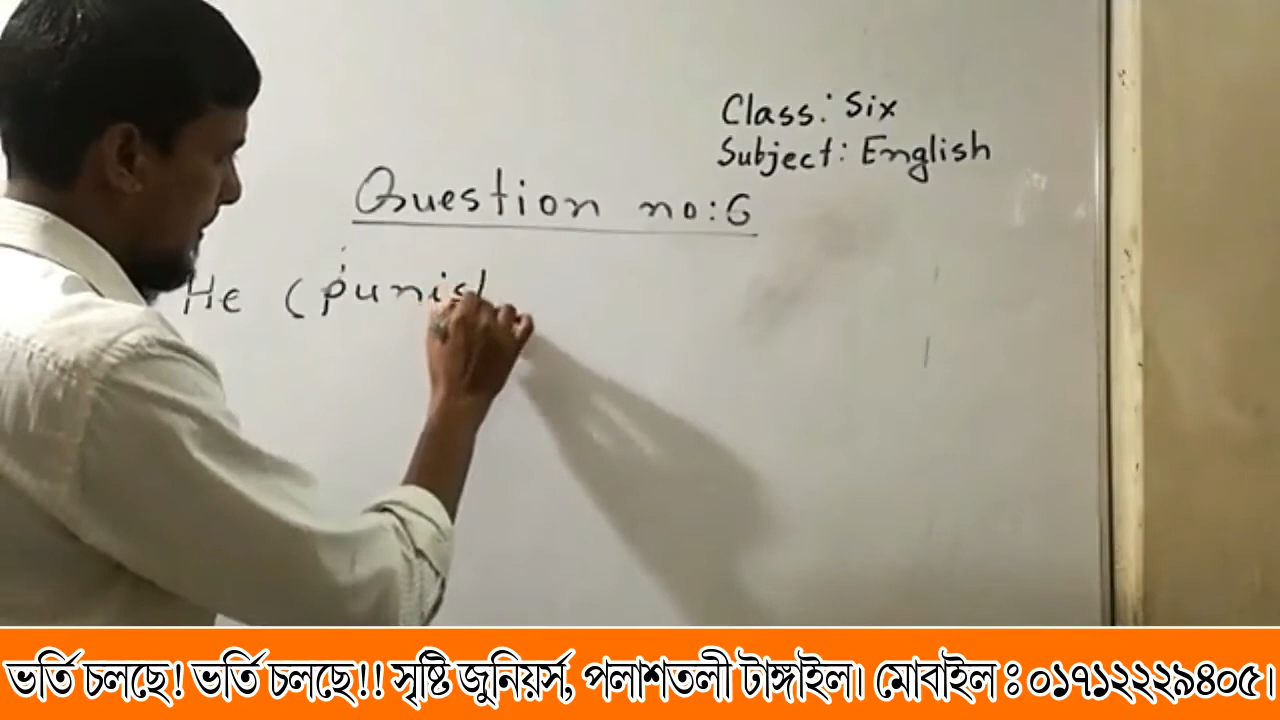 Class: Six
Subject: English
Question no:6
He (punish
ভর্তি চলছে! ভর্তি চলছে!! সৃষ্টি জুনিয়র্স, পলাশতলী টাঙ্গাইল। মোবাইল ঃ ০১৭১২২২৯৪০৫।